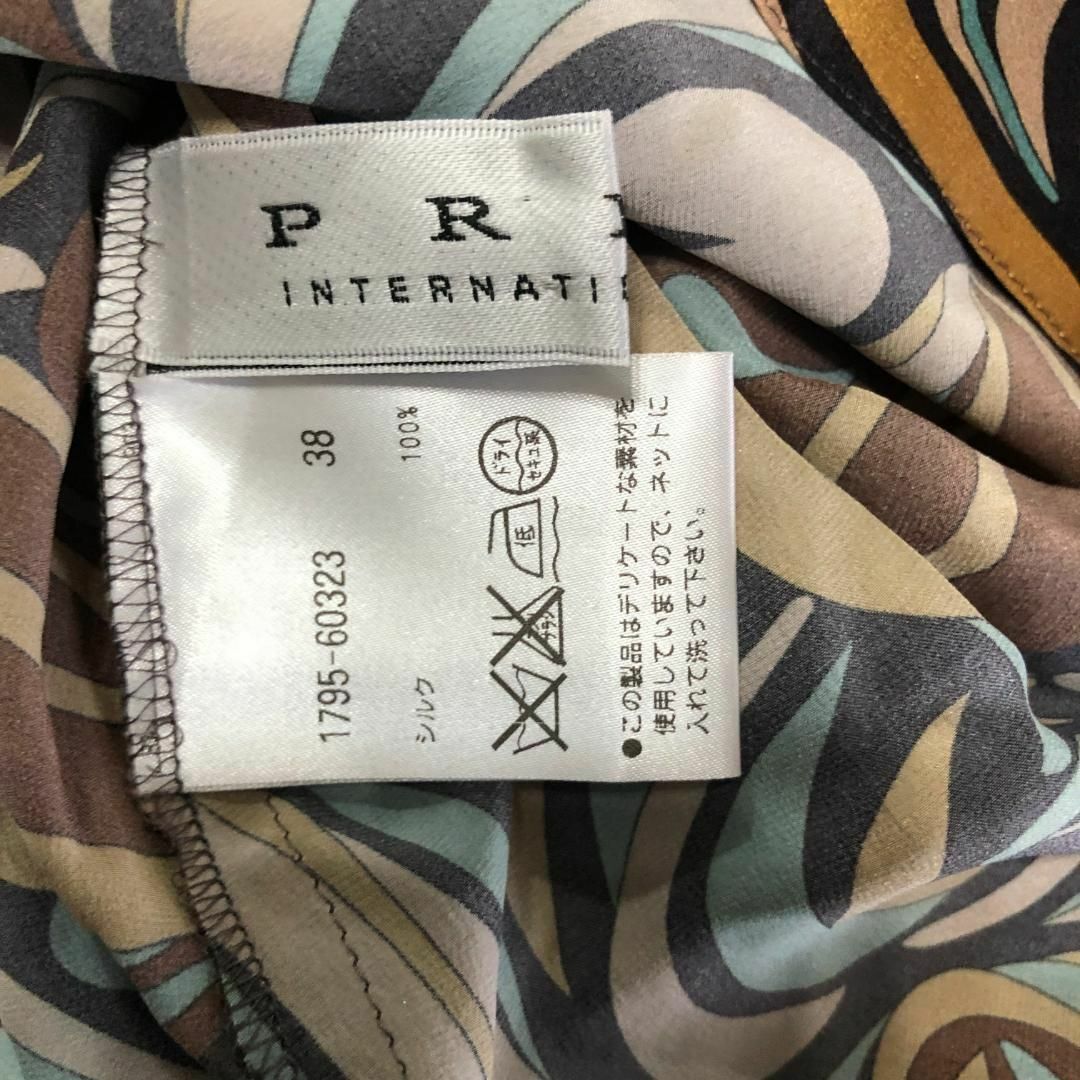 P R
INTERNATI
38
1795-60323
シルク 100%
ドライ
セキユ系
低
●この製品はデリケートな素材を
使用していますので、ネットに
入れて洗って下さい。